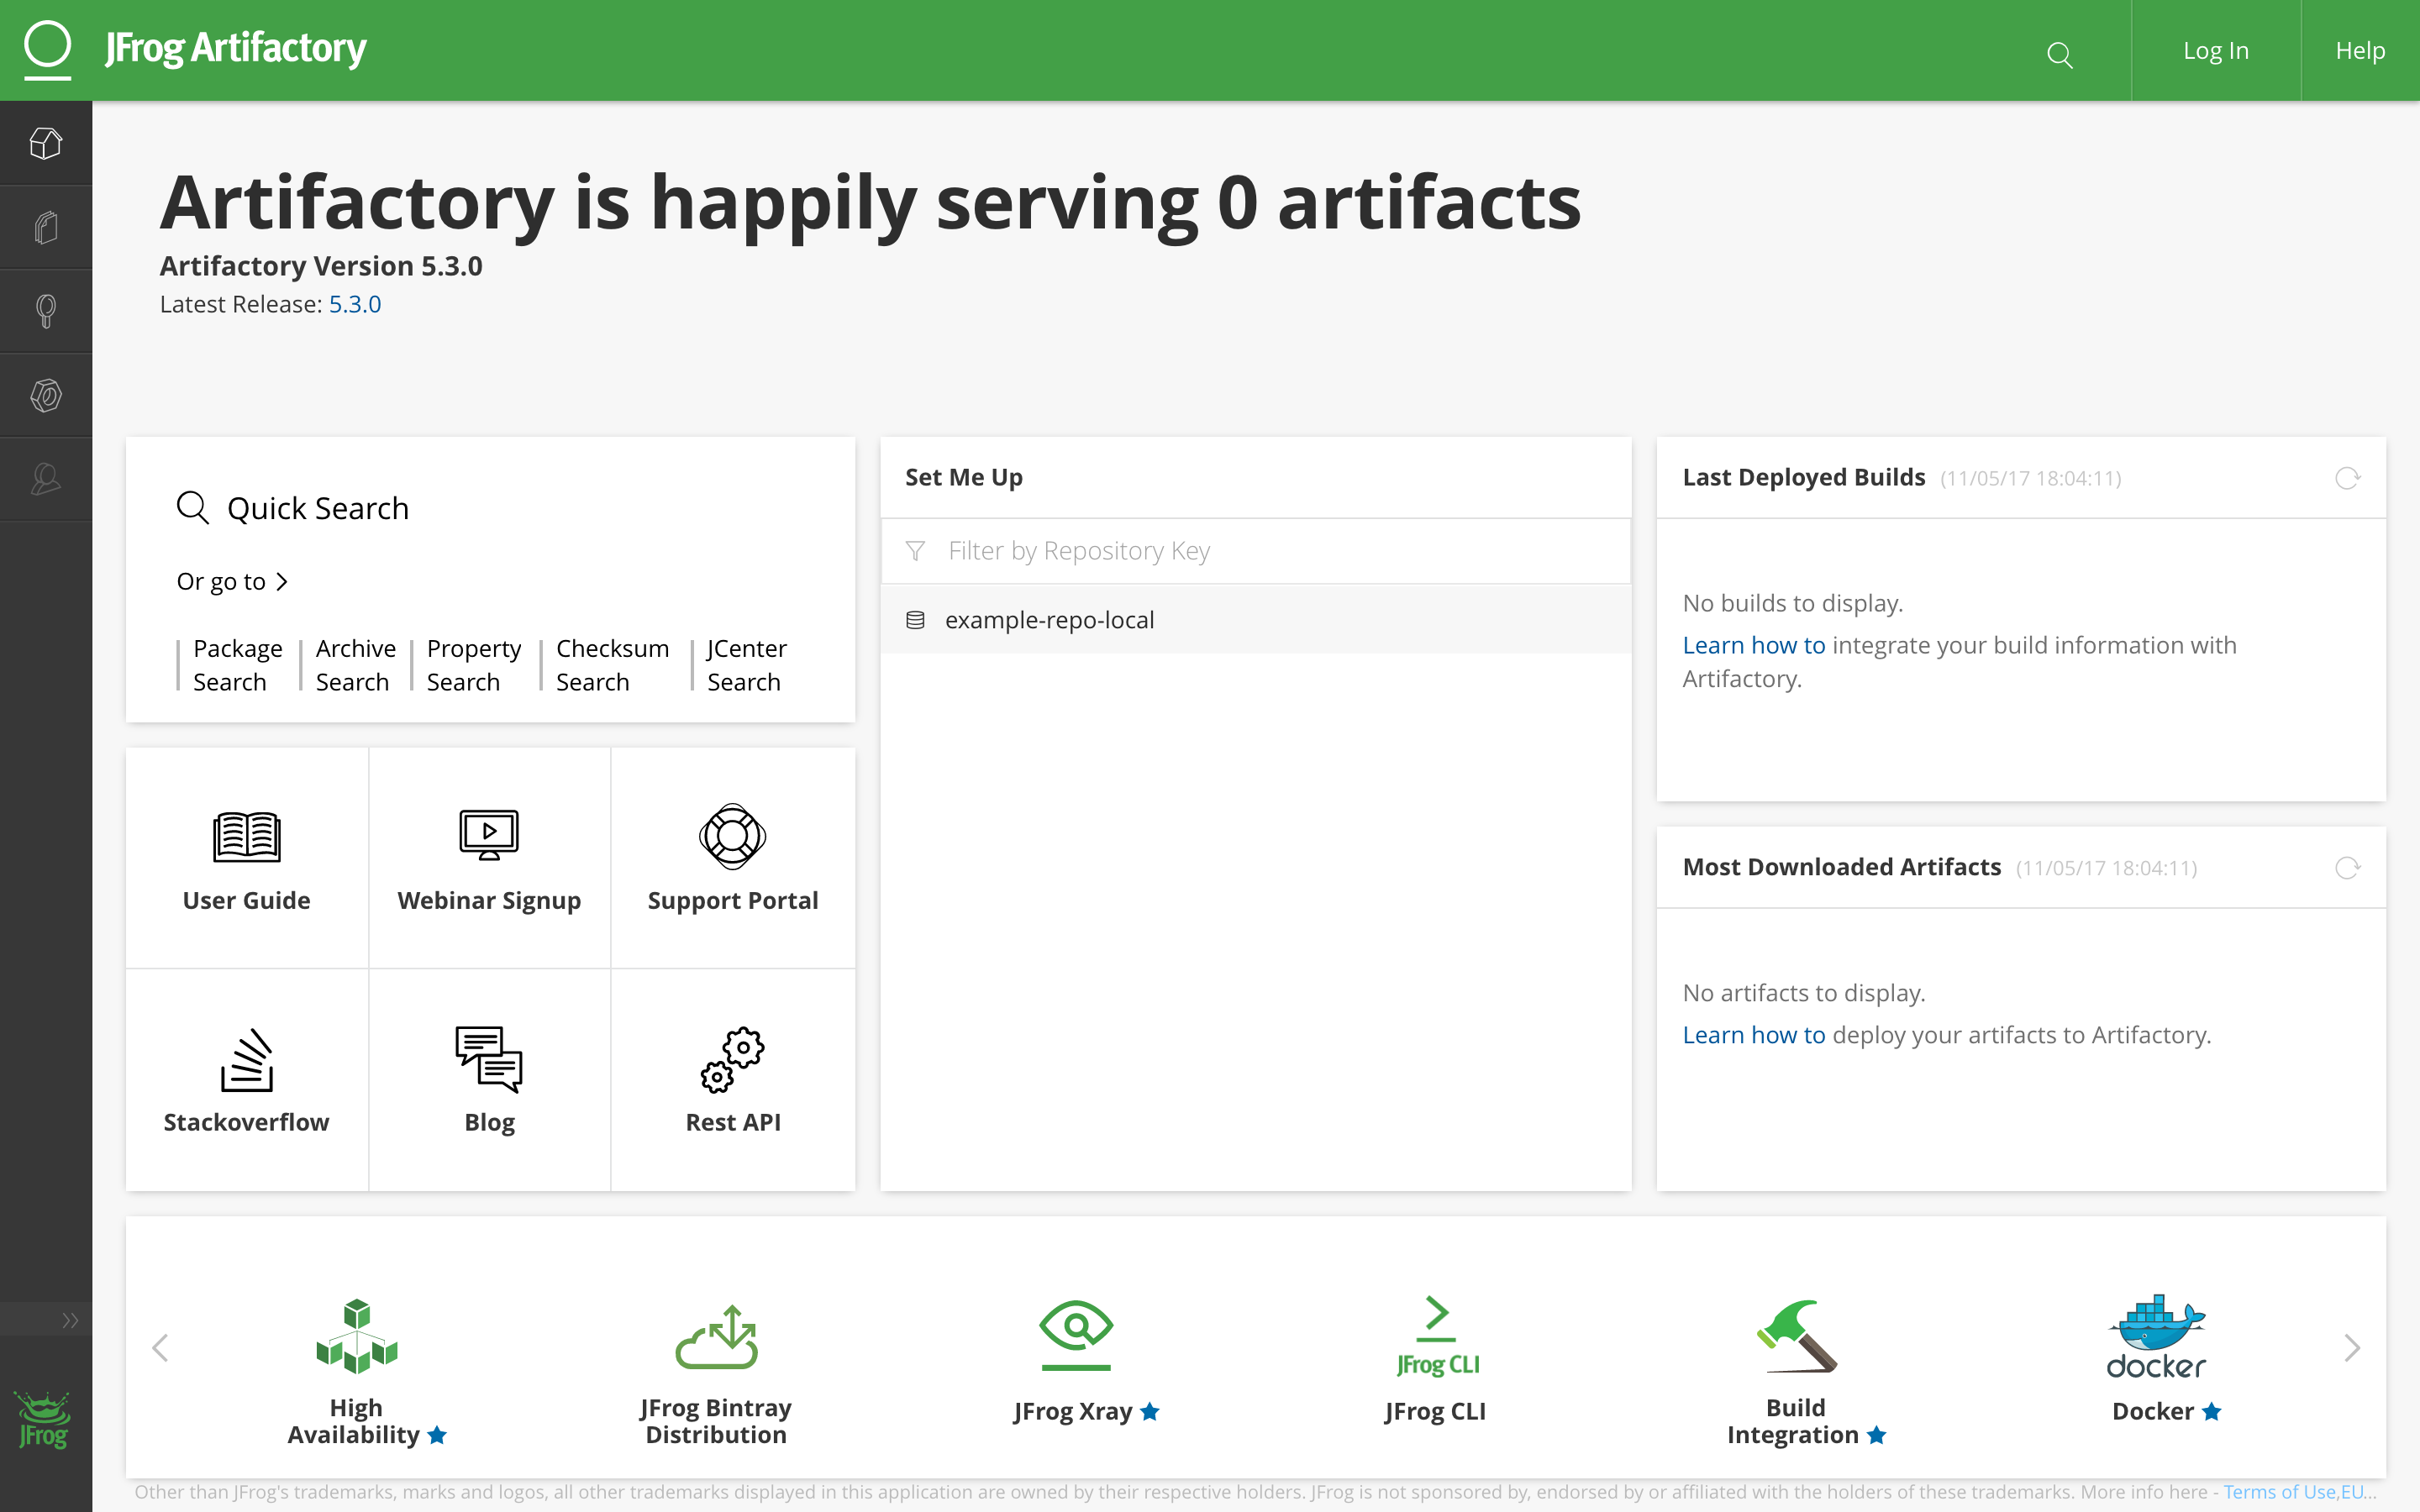 JFrog Artifactory
Log In
Help
Artifactory is happily serving 0 artifacts
Artifactory Version 5.3.0
Latest Release: 5.3.0
Quick Search
Or go to
Package Search
Archive Search
Property Search
Checksum Search
JCenter Search
User Guide
Webinar Signup
Support Portal
Stackoverflow
Blog
Rest API
Set Me Up
Filter by Repository Key
example-repo-local
Last Deployed Builds (11/05/17 18:04:11)
No builds to display.
Learn how to integrate your build information with
Artifactory.
Most Downloaded Artifacts (11/05/17 18:04:11)
No artifacts to display.
Learn how to deploy your artifacts to Artifactory.
High
Availability
JFrog Bintray
Distribution
JFrog Xray
JFrog CLI
JFrog CLI
Build
Integration
docker
Docker
JFrog
Other than JFrog's trademarks, marks and logos, all other trademarks displayed in this application are owned by their respective holders. JFrog is not sponsored by, endorsed by or affiliated with the holders of these trademarks. More info here - Terms of Use,EU...